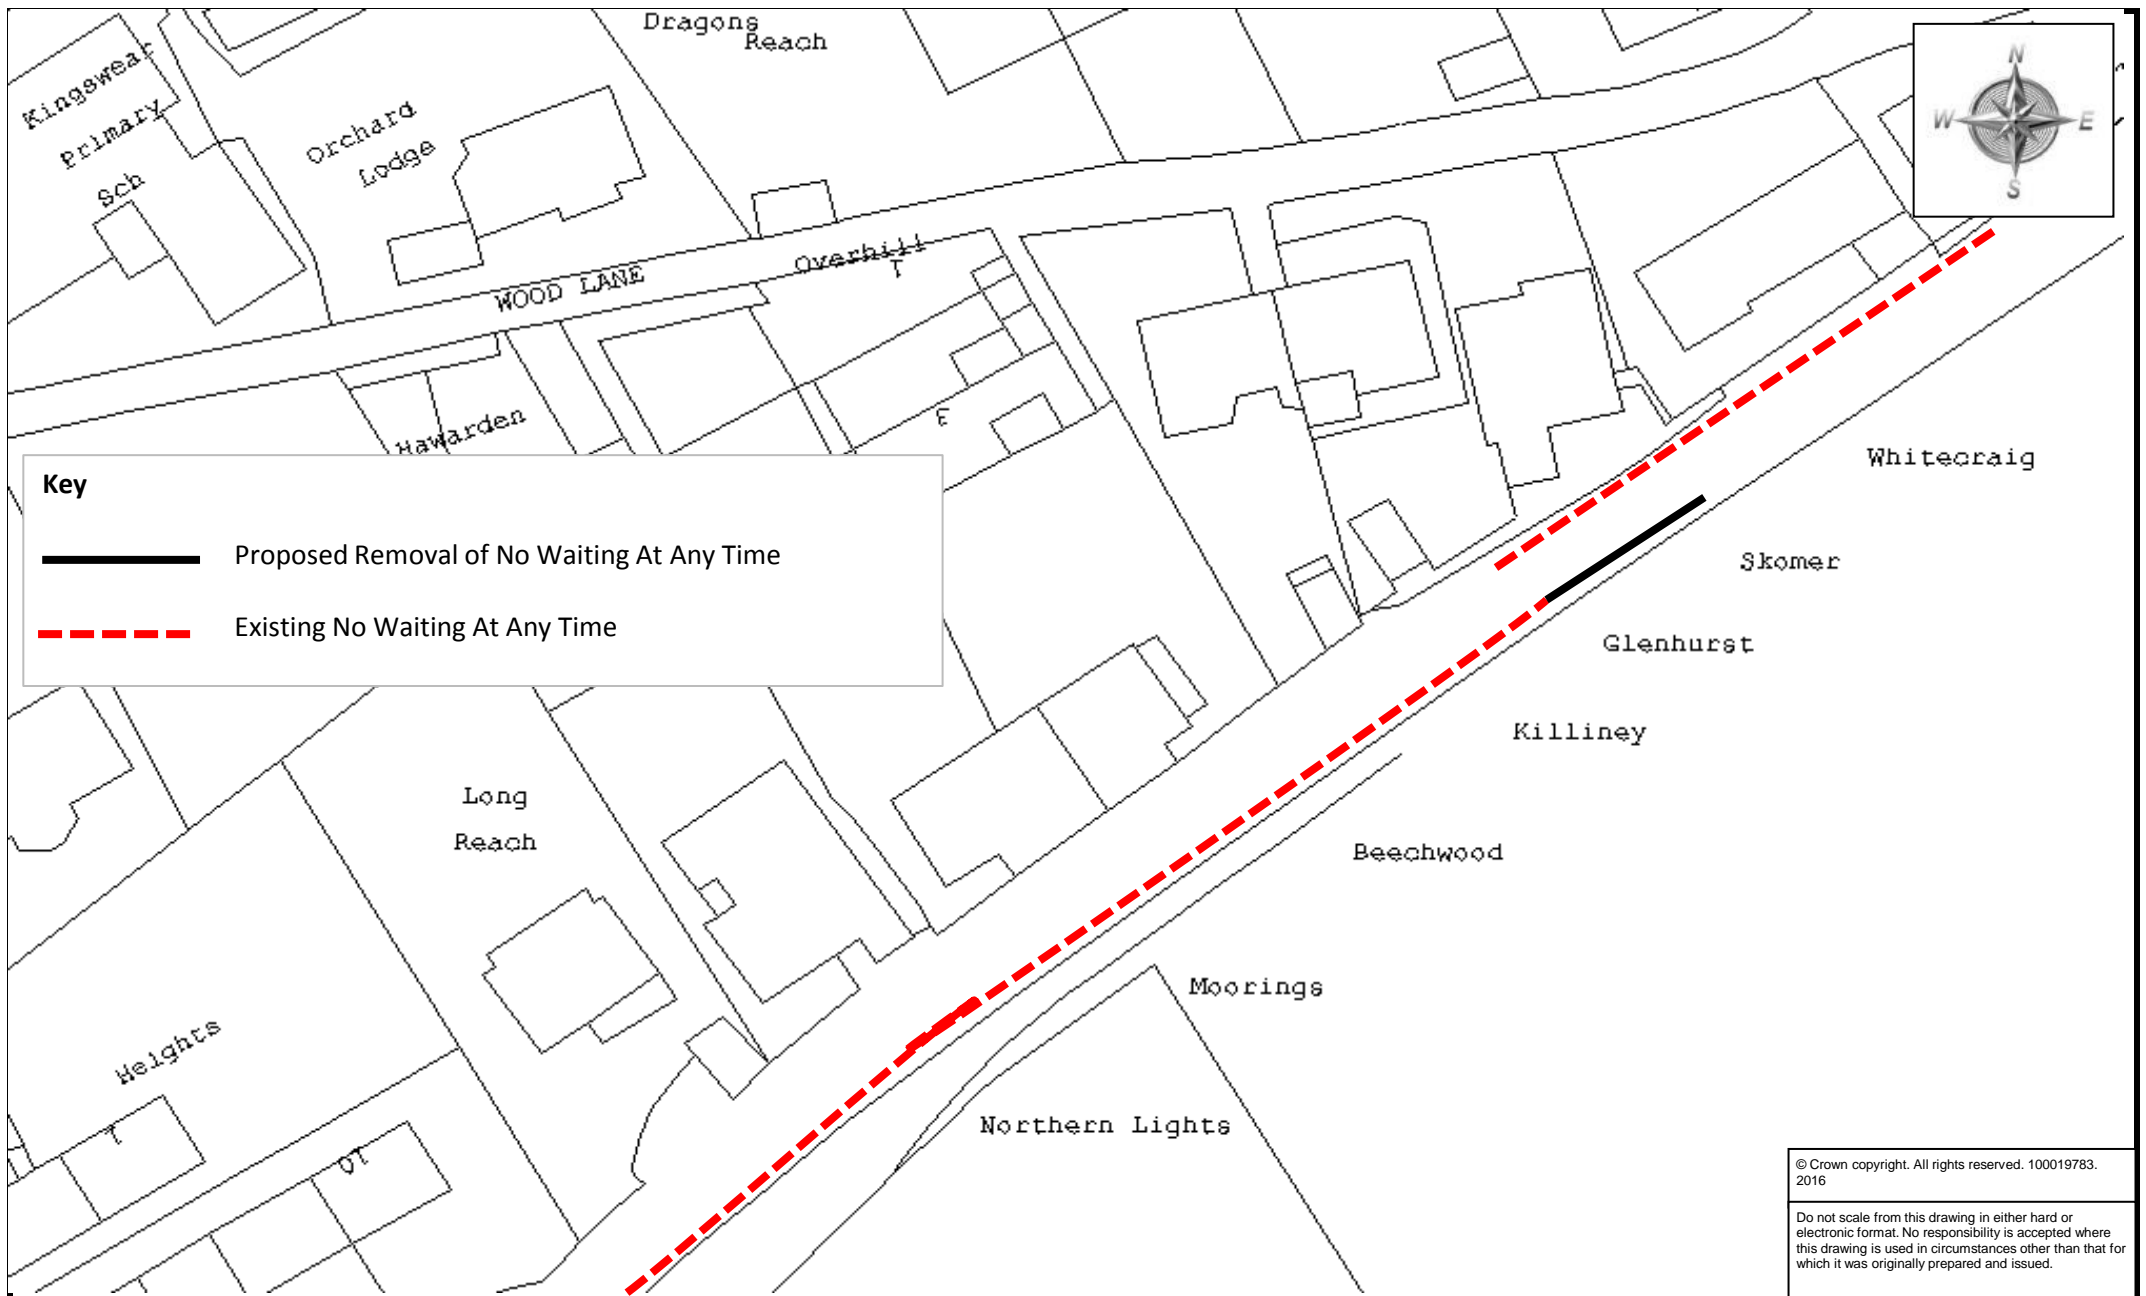 Dragons
Reach
Kingswear
Primary
Sch
Orchard
Lodge
N
W
E
S
WOOD LANE
Overhill
Hawarden
Key
Proposed Removal of No Waiting At Any Time
Existing No Waiting At Any Time
Whitecraig
Skomer
Glenhurst
Killiney
Long
Reach
Beechwood
Moorings
Heights
Northern Lights
© Crown copyright. All rights reserved. 100019783.
2016
Do not scale from this drawing in either hard or
electronic format. No responsibility is accepted where
this drawing is used in circumstances other than that for
which it was originally prepared and issued.